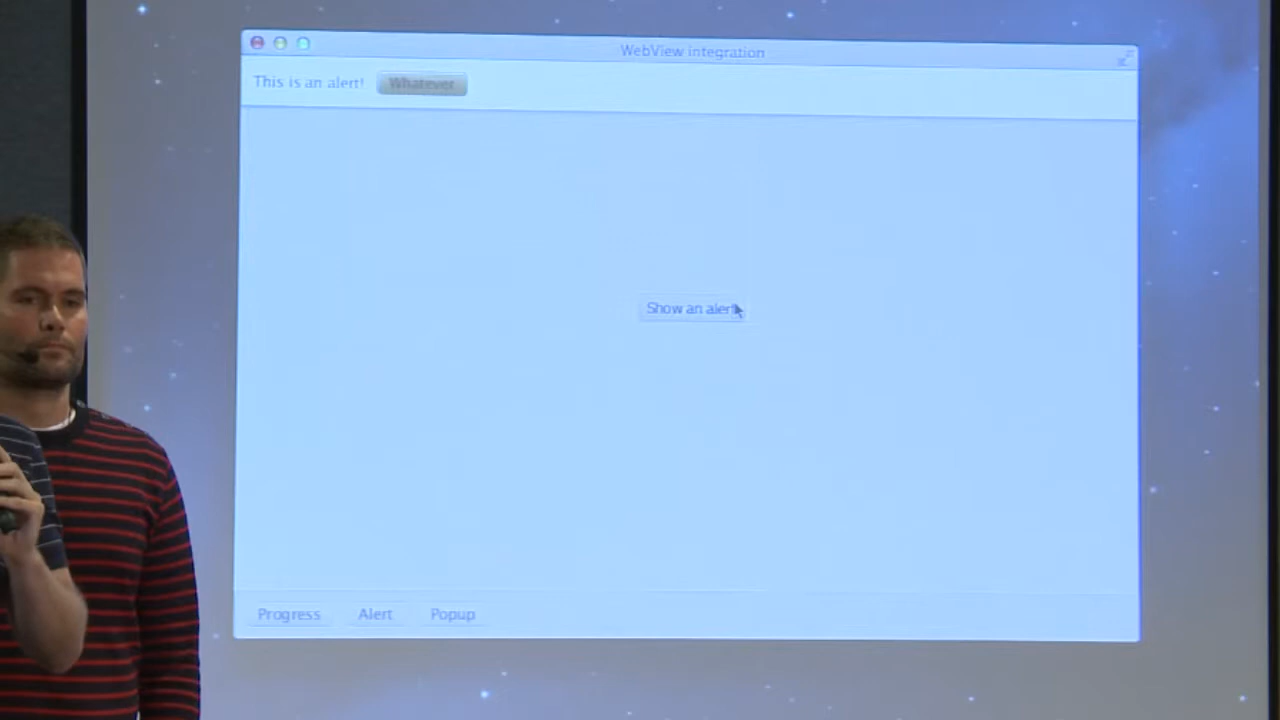 WebView integration
This is an alert! Whatever
Show an alert
Progress Alert Popup